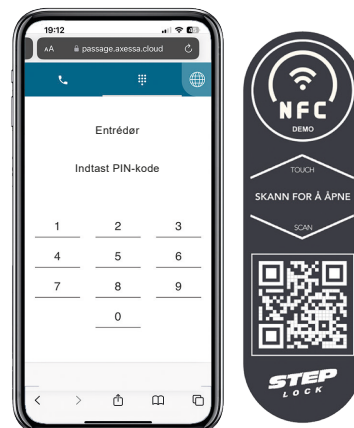 19:12
AA passage.axessa.cloud
Entrédør
Indtast PIN-kode
1 2 3
4 5 6
7 8 9
0
NFC
DEMO
TOUCH
SKANN FOR Å ÅPNE
SCAN
STEP
LOCK